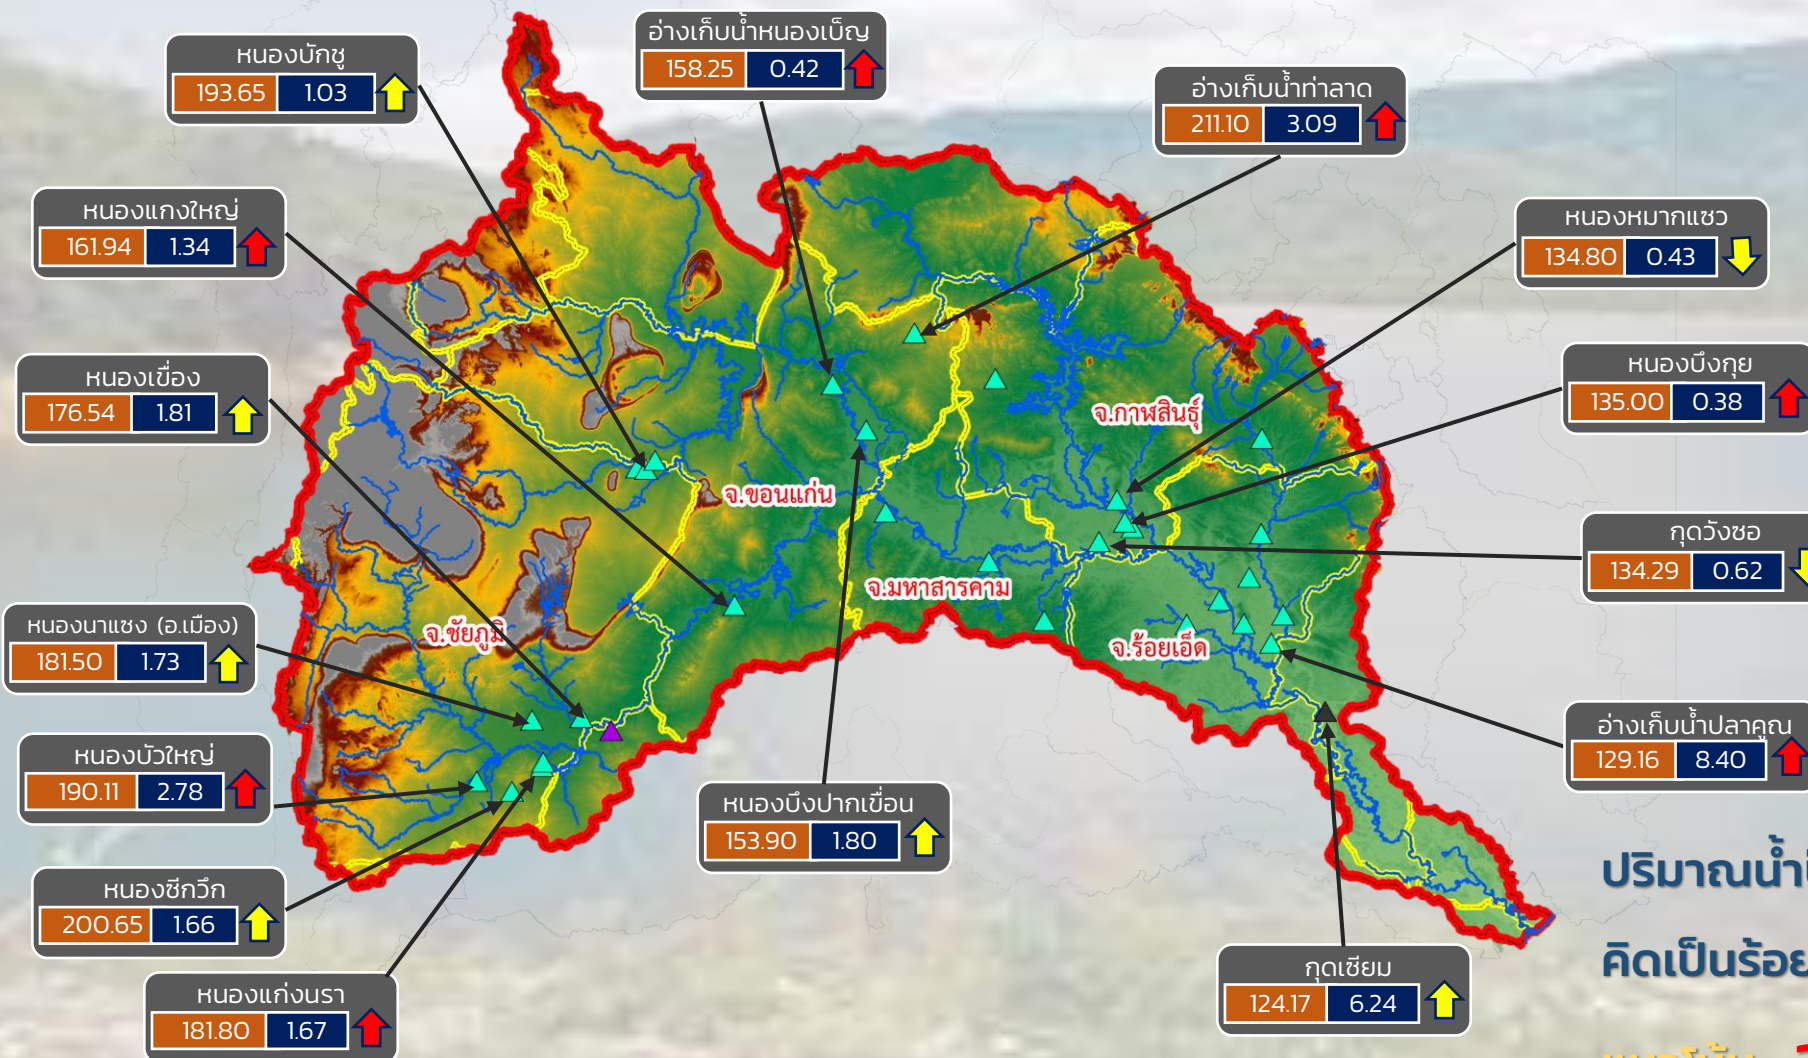 อ่างเก็บน้ำหนองเบ็ญ
158.25 0.42
หนองบักชู
193.65 1.03
อ่างเก็บน้ำท่าลาด
211.10 3.09
หนองแกงใหญ่
161.94 1.34
หนองหมากแซว
134.80 0.43
หนองเขื่อง
176.54 1.81
หนองบึงกุย
135.00 0.38
จ.กาฬสินธุ์
จ.ขอนแก่น
กุดวังซอ
134.29 0.62
จ.มหาสารคาม
หนองนาแซง (อ.เมือง)
181.50 1.73
จ.ชัยภูมิ
จ.ร้อยเอ็ด
อ่างเก็บน้ำปลาคูณ
129.16 8.40
หนองบัวใหญ่
190.11 2.78
หนองบึงปากเขื่อน
153.90 1.80
หนองซีกวึก
200.65 1.66
ปริมาณน้ำ
คิดเป็นร้อย
กุดเชียม
124.17 6.24
หนองแก่งนรา
181.80 1.67